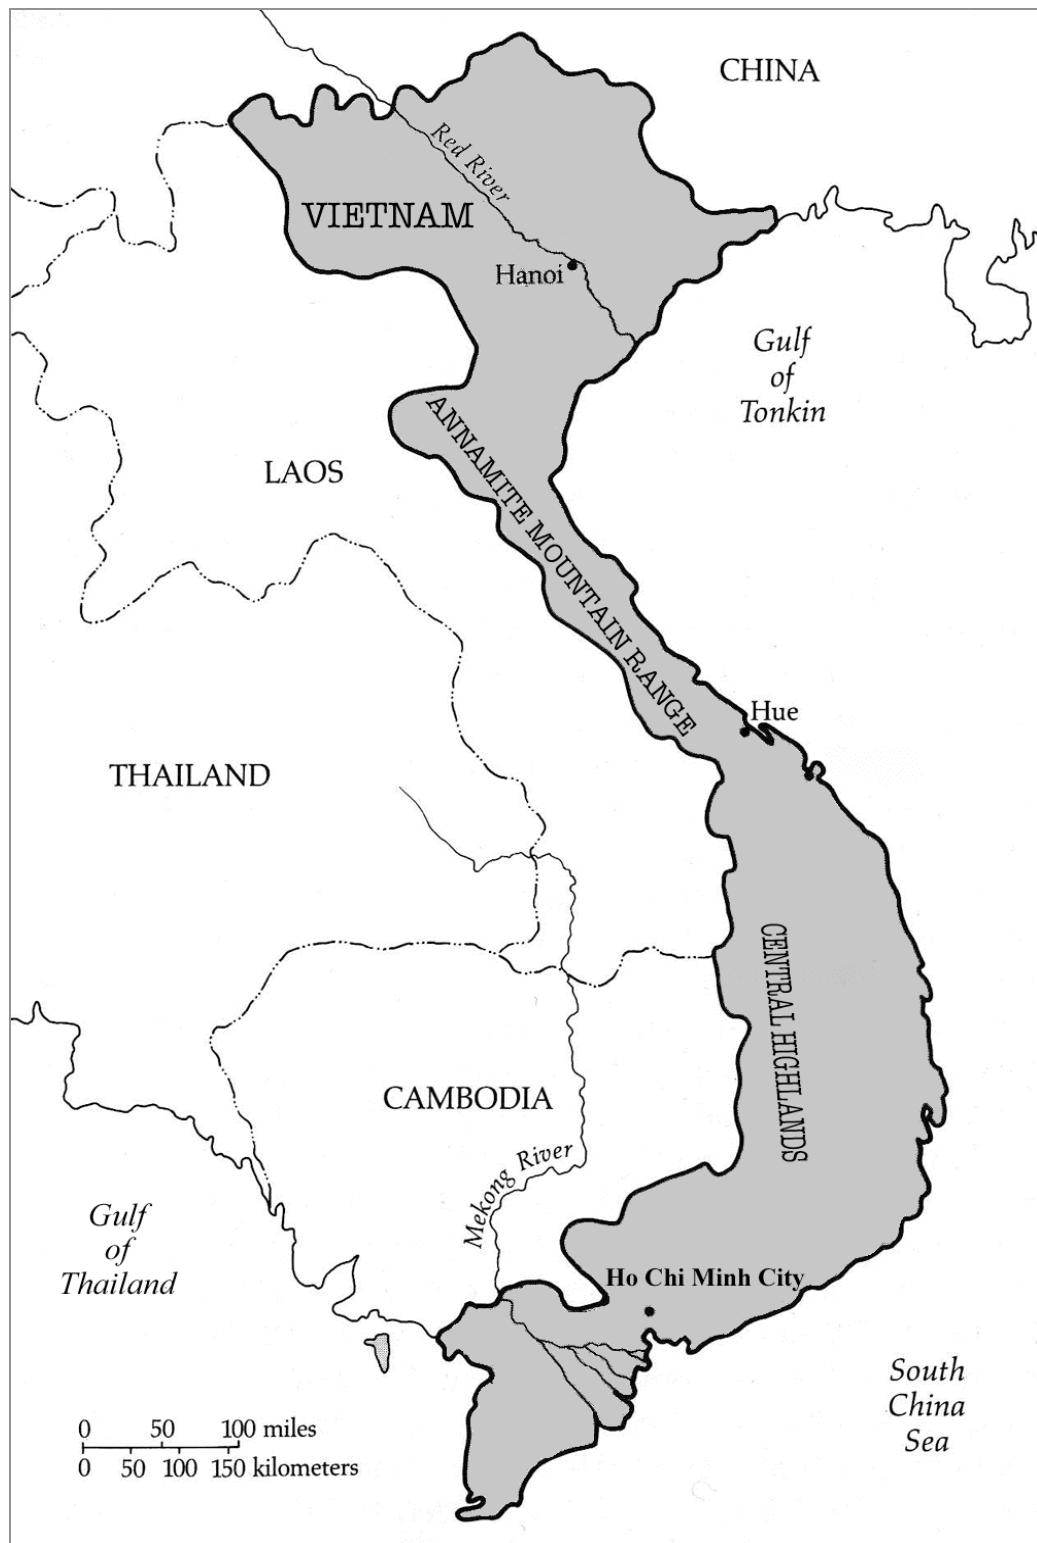 CHINA
Red River
VIETNAM
Hanoi
Gulf
of
Tonkin
LAOS
ANNAMITE MOUNTAIN RANGE
Hue
THAILAND
CENTRAL HIGHLANDS
CAMBODIA
Mekong River
Gulf
of
Thailand
Ho Chi Minh City
South
China
Sea
0 50 100 miles
0 50 100 150 kilometers